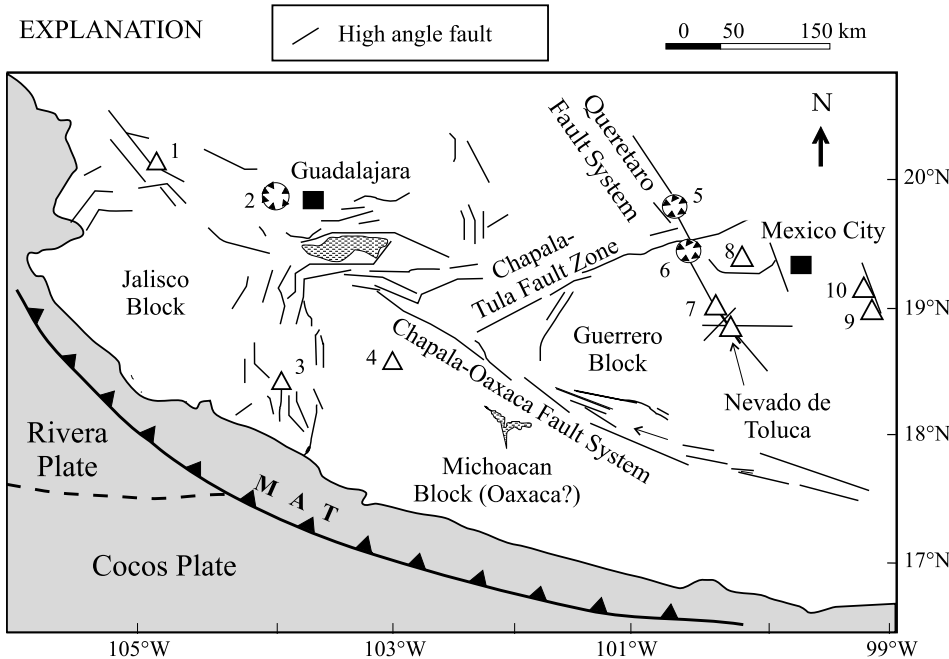 EXPLANATION
High angle fault
0 50 150 km
N
1
2
Guadalajara
Queretaro
Fault System
5
20°N
Mexico City
6
8
Chapala-
Tula Fault Zone
Jalisco
Block
7
10
9
19°N
Guerrero
Block
3
4
Chapala-Oaxaca Fault System
Nevado de
Toluca
18°N
Rivera
Plate
Michoacan
Block (Oaxaca?)
M A T
Cocos Plate
17°N
105°W
103°W
101°W
99°W